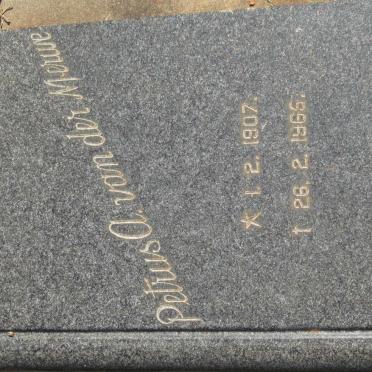 Petrus A. van der Merwe
* 1. 2. 1907.
† 26. 2. 1966.